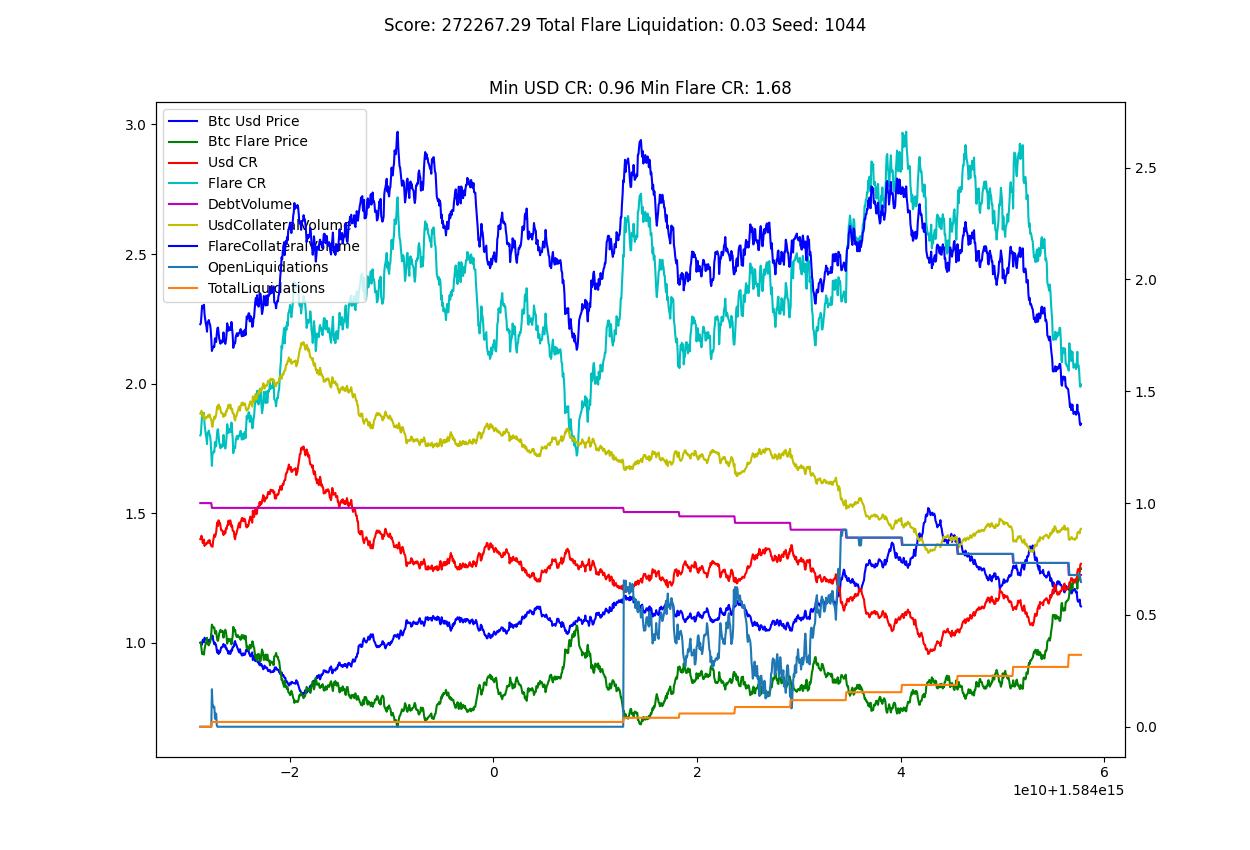 Score: 272267.29 Total Flare Liquidation: 0.03 Seed: 1044
Min USD CR: 0.96 Min Flare CR: 1.68
Btc Usd Price
Btc Flare Price
Usd CR
Flare CR
DebtVolume
UsdCollateralVolume
FlareCollateralVolume
OpenLiquidations
TotalLiquidations
3.0
2.5
2.0
1.5
1.0
2.5
2.0
1.5
1.0
0.5
0.0
−2 0 2 4 6
1e10+1.584e15